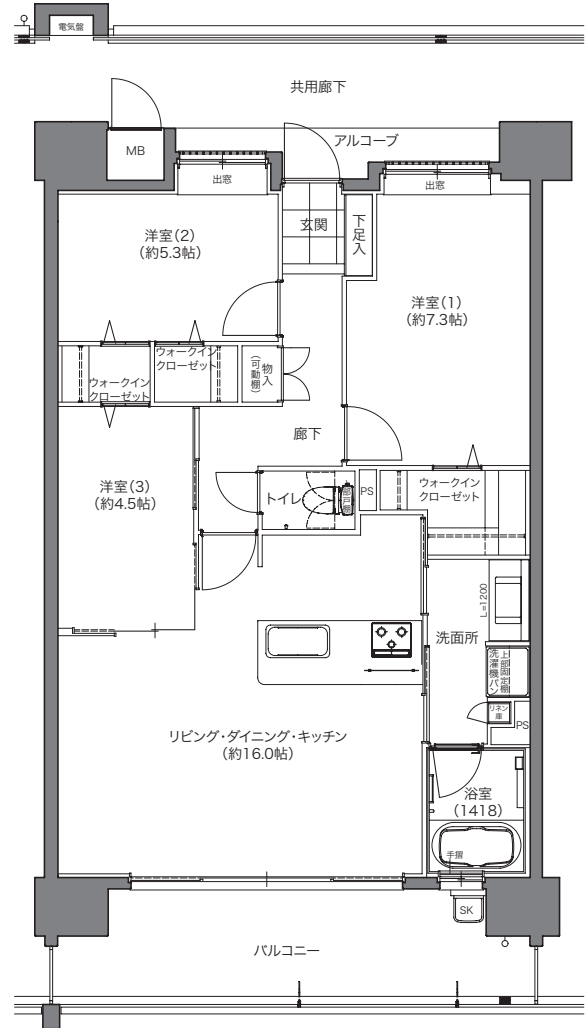 電気盤
共用廊下
アルコーブ
MB
出窓
出窓
玄関
下足入
洋室(2)
(約5.3帖)
洋室(1)
(約7.3帖)
ウォークイン
クローゼット
ウォークイン
クローゼット
物入
(可動棚)
廊下
洋室(3)
(約4.5帖)
トイレ
吊戸棚
PS
ウォークイン
クローゼット
L=1200
洗面所
上部固定棚
洗濯機パン
リネン
庫
PS
リビング・ダイニング・キッチン
(約16.0帖)
浴室
(1418)
手摺
SK
バルコニー